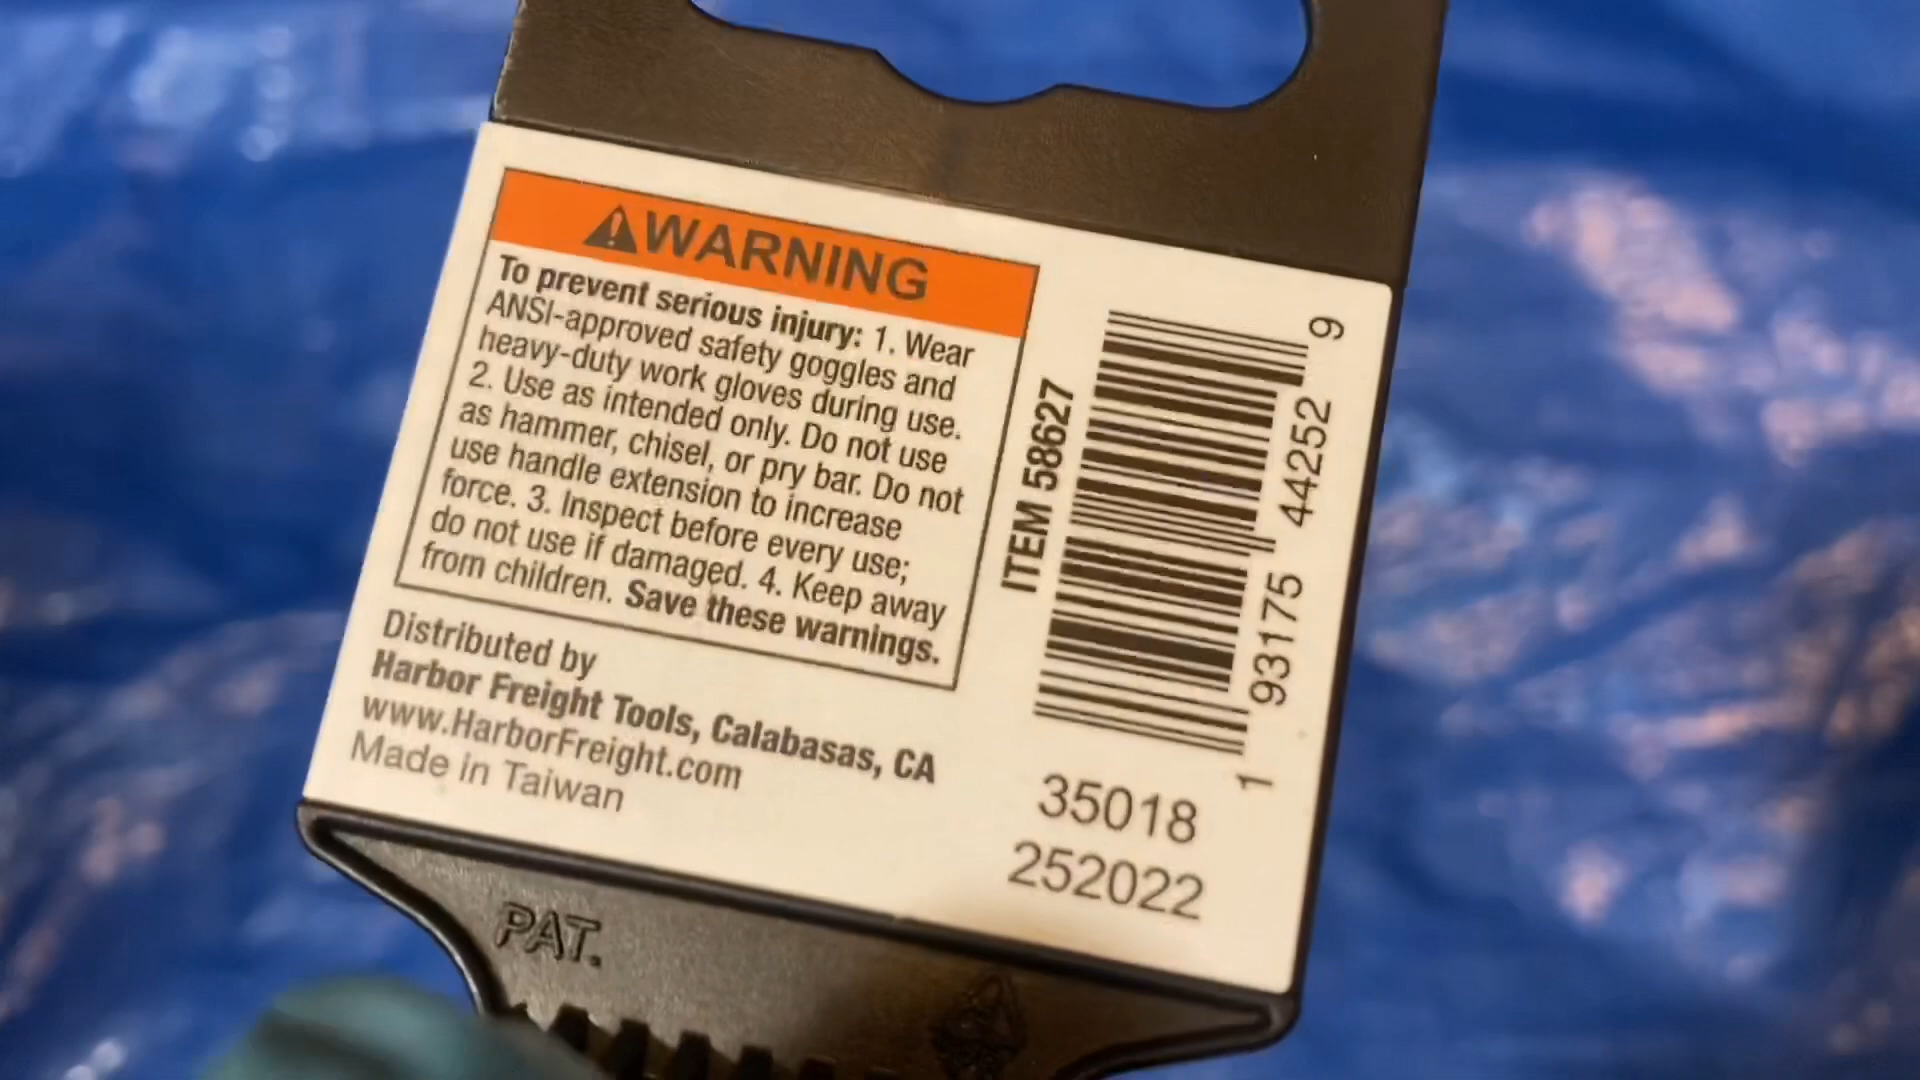 WARNING
To prevent serious injury: 1. Wear
ANSI-approved safety goggles and
heavy-duty work gloves during use.
2. Use as intended only. Do not use
as hammer, chisel, or pry bar. Do not
use handle extension to increase
force. 3. Inspect before every use;
do not use if damaged. 4. Keep away
from children. Save these warnings.
Distributed by
Harbor Freight Tools, Calabasas, CA
www.HarborFreight.com
Made in Taiwan
ITEM 58627
1 93175 44252 9
35018
252022
PAT.